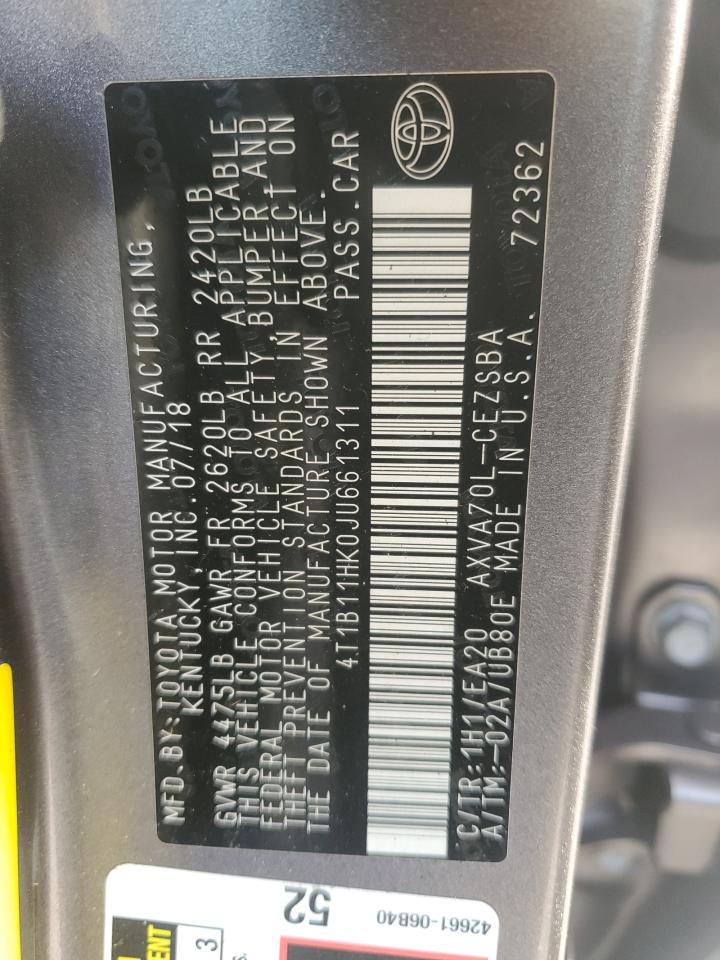 MFD. BY: TOYOTA MOTOR MANUFACTURING,
KENTUCKY, INC. 07/18
GVWR 4475LB GAWR FR 2620LB RR 2420LB
THIS VEHICLE CONFORMS TO ALL APPLICABLE
FEDERAL MOTOR VEHICLE SAFETY, BUMPER AND
THEFT PREVENTION STANDARDS IN EFFECT ON
THE DATE OF MANUFACTURE SHOWN ABOVE.
4T1B11HK0JU661311 PASS. CAR
C/TR: 1H1/EA20 AXVA70L-CEZSBA
A/TM: -02A/UB80E MADE IN U.S.A. 72362
52
42661-06B40
3